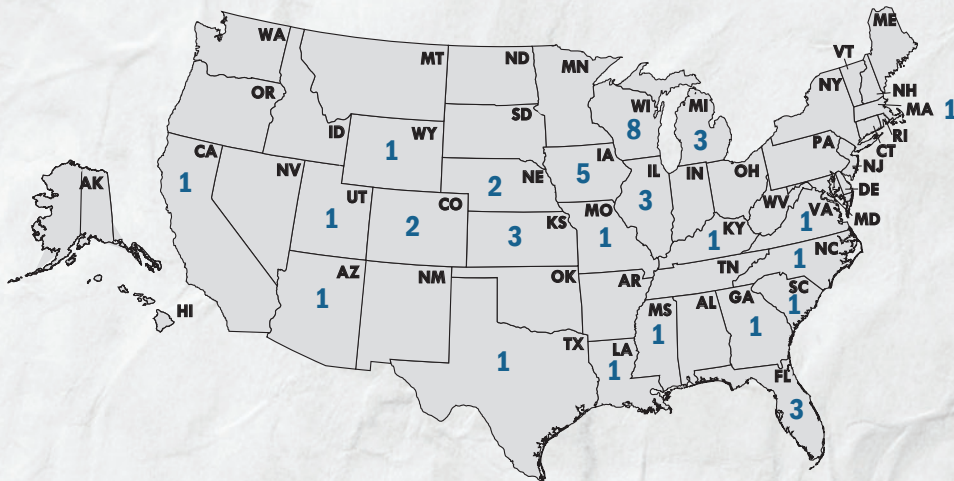 ME
WA
VT
MT
ND
MN
NY
NH
OR
WI
MI
MA 1
SD
8
RI
ID
WY
3
CT
1
PA
CA
IA
NJ
NE
5
NV
2
IL
IN
OH
DE
1
UT
CO
3
WV
VA
MD
AK
KS
MO
1
1
2
3
1
KY
1
NC
TN
1
AZ
NM
OK
AR
SC
1
MS
AL
GA
1
HI
1
1
TX
LA
1
1
FL
3